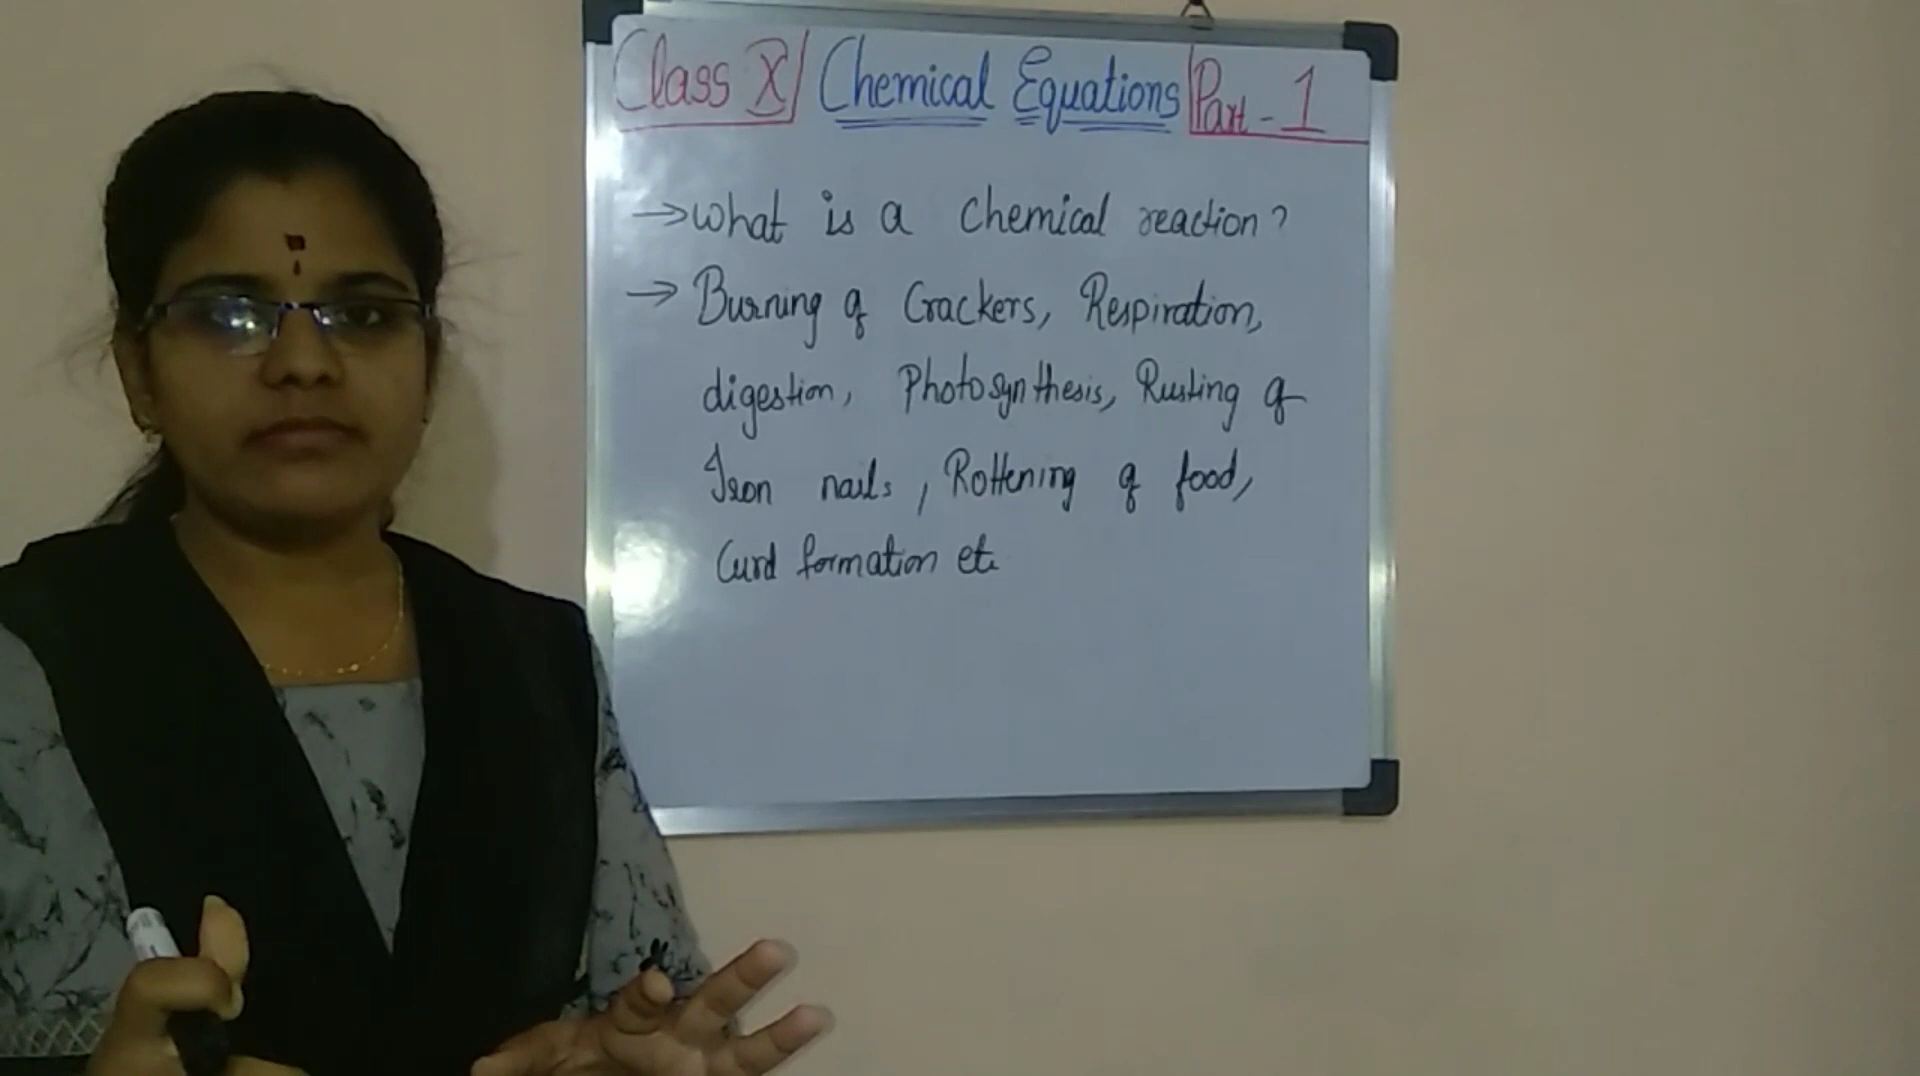 Class X Chemical Equations Part - 1
→ What is a Chemical reaction?
→ Burning of Crackers, Respiration,
digestion, Photosynthesis, Rusting of
Iron nails, Rottening of food,
Curd formation etc